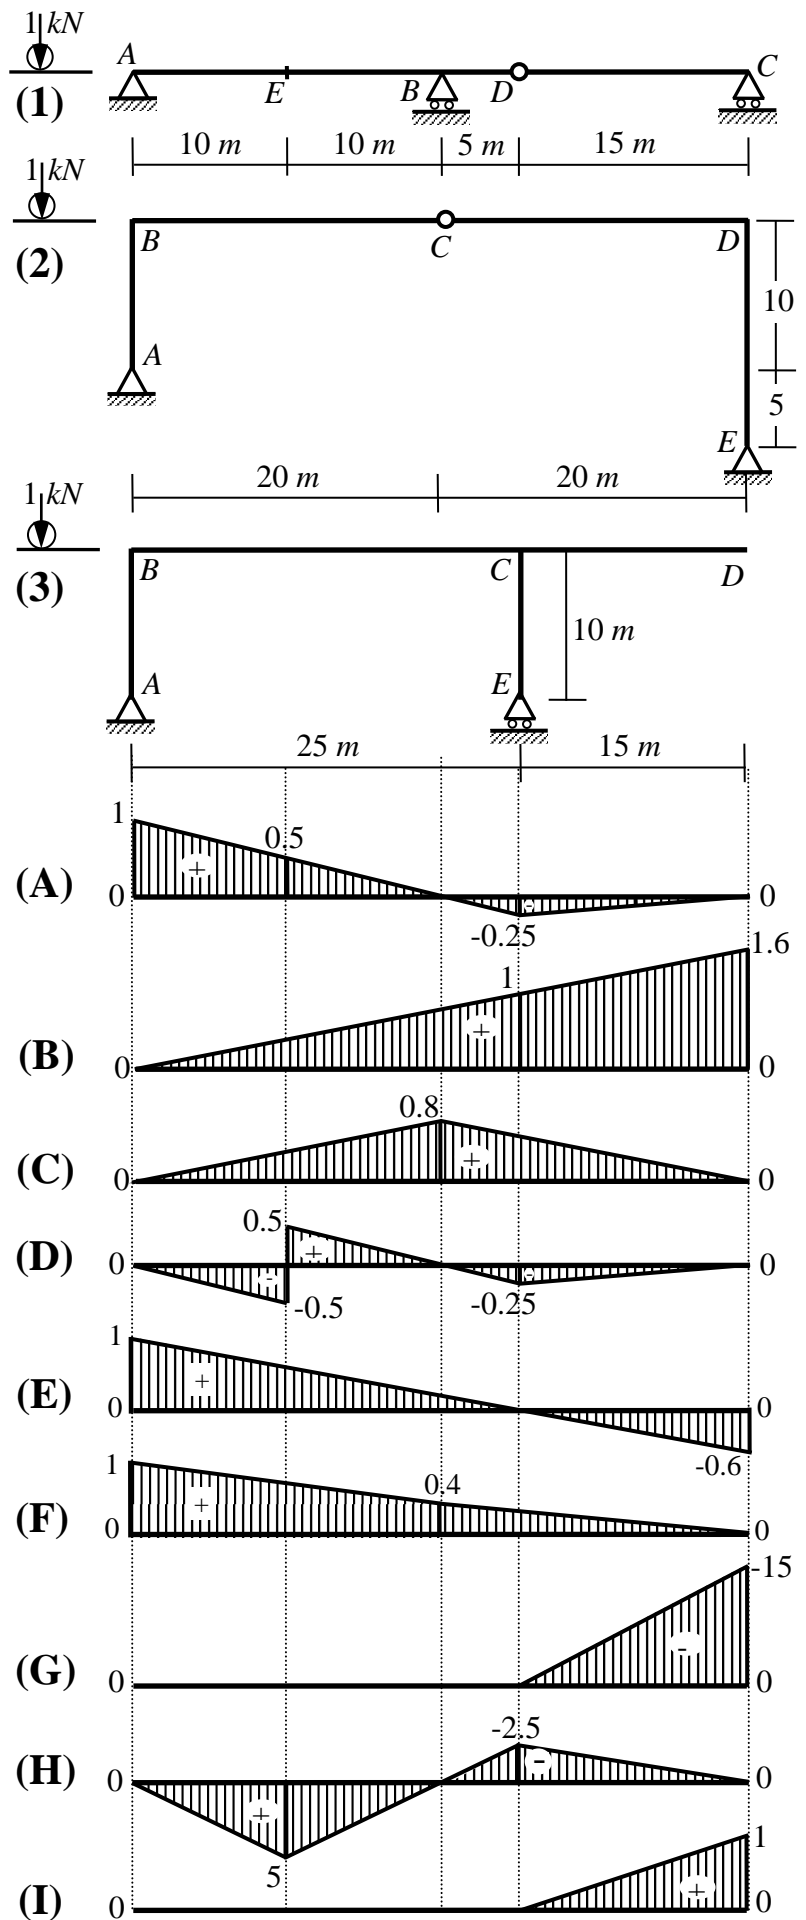 1 kN
A
E
B
D
C
(1)
10 m
10 m
5 m
15 m
1 kN
(2)
B
C
D
10
A
5
E
20 m
20 m
1 kN
(3)
B
C
D
10 m
A
E
25 m
15 m
1
0.5
+
(A)
0
-
0
-0.25
1.6
1
+
(B)
0
0
0.8
+
(C)
0
0
0.5
+
(D)
0
-
-
0
-0.5
-0.25
1
+
(E)
0
0
-0.6
1
0.4
+
(F)
0
0
-15
-
(G)
0
0
-2.5
-
(H)
0
0
+
5
1
+
(I)
0
0